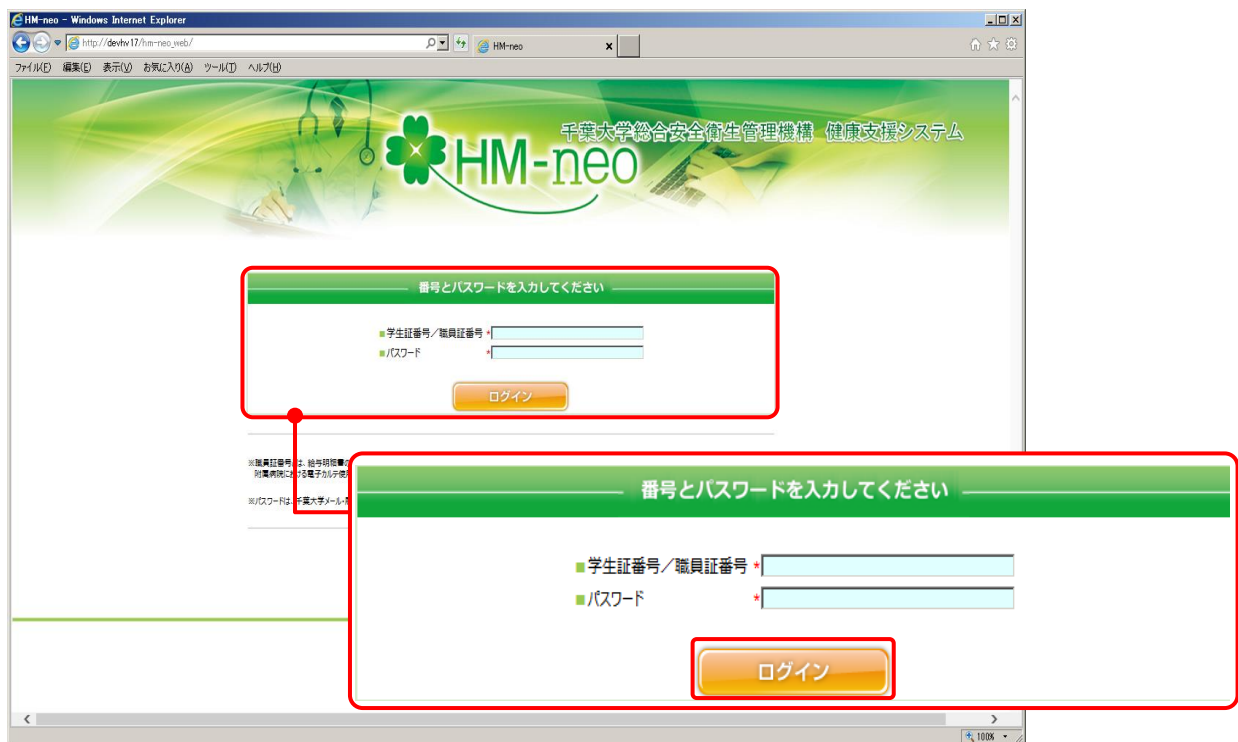 HM-neo - Windows Internet Explorer
http://devhv17/hm-neo_web/
HM-neo
ファイル(F) 編集(E) 表示(V) お気に入り(A) ツール(T) ヘルプ(H)
千葉大学総合安全衛生管理機構 健康支援システム
HM-neo
番号とパスワードを入力してください
学生証番号／職員証番号 *
パスワード *
ログイン
※職員証番号は、給与明細書の
附属病院における電子カルテ使用
※パスワードは、千葉大学メール・
番号とパスワードを入力してください
学生証番号／職員証番号 *
パスワード *
ログイン
100%